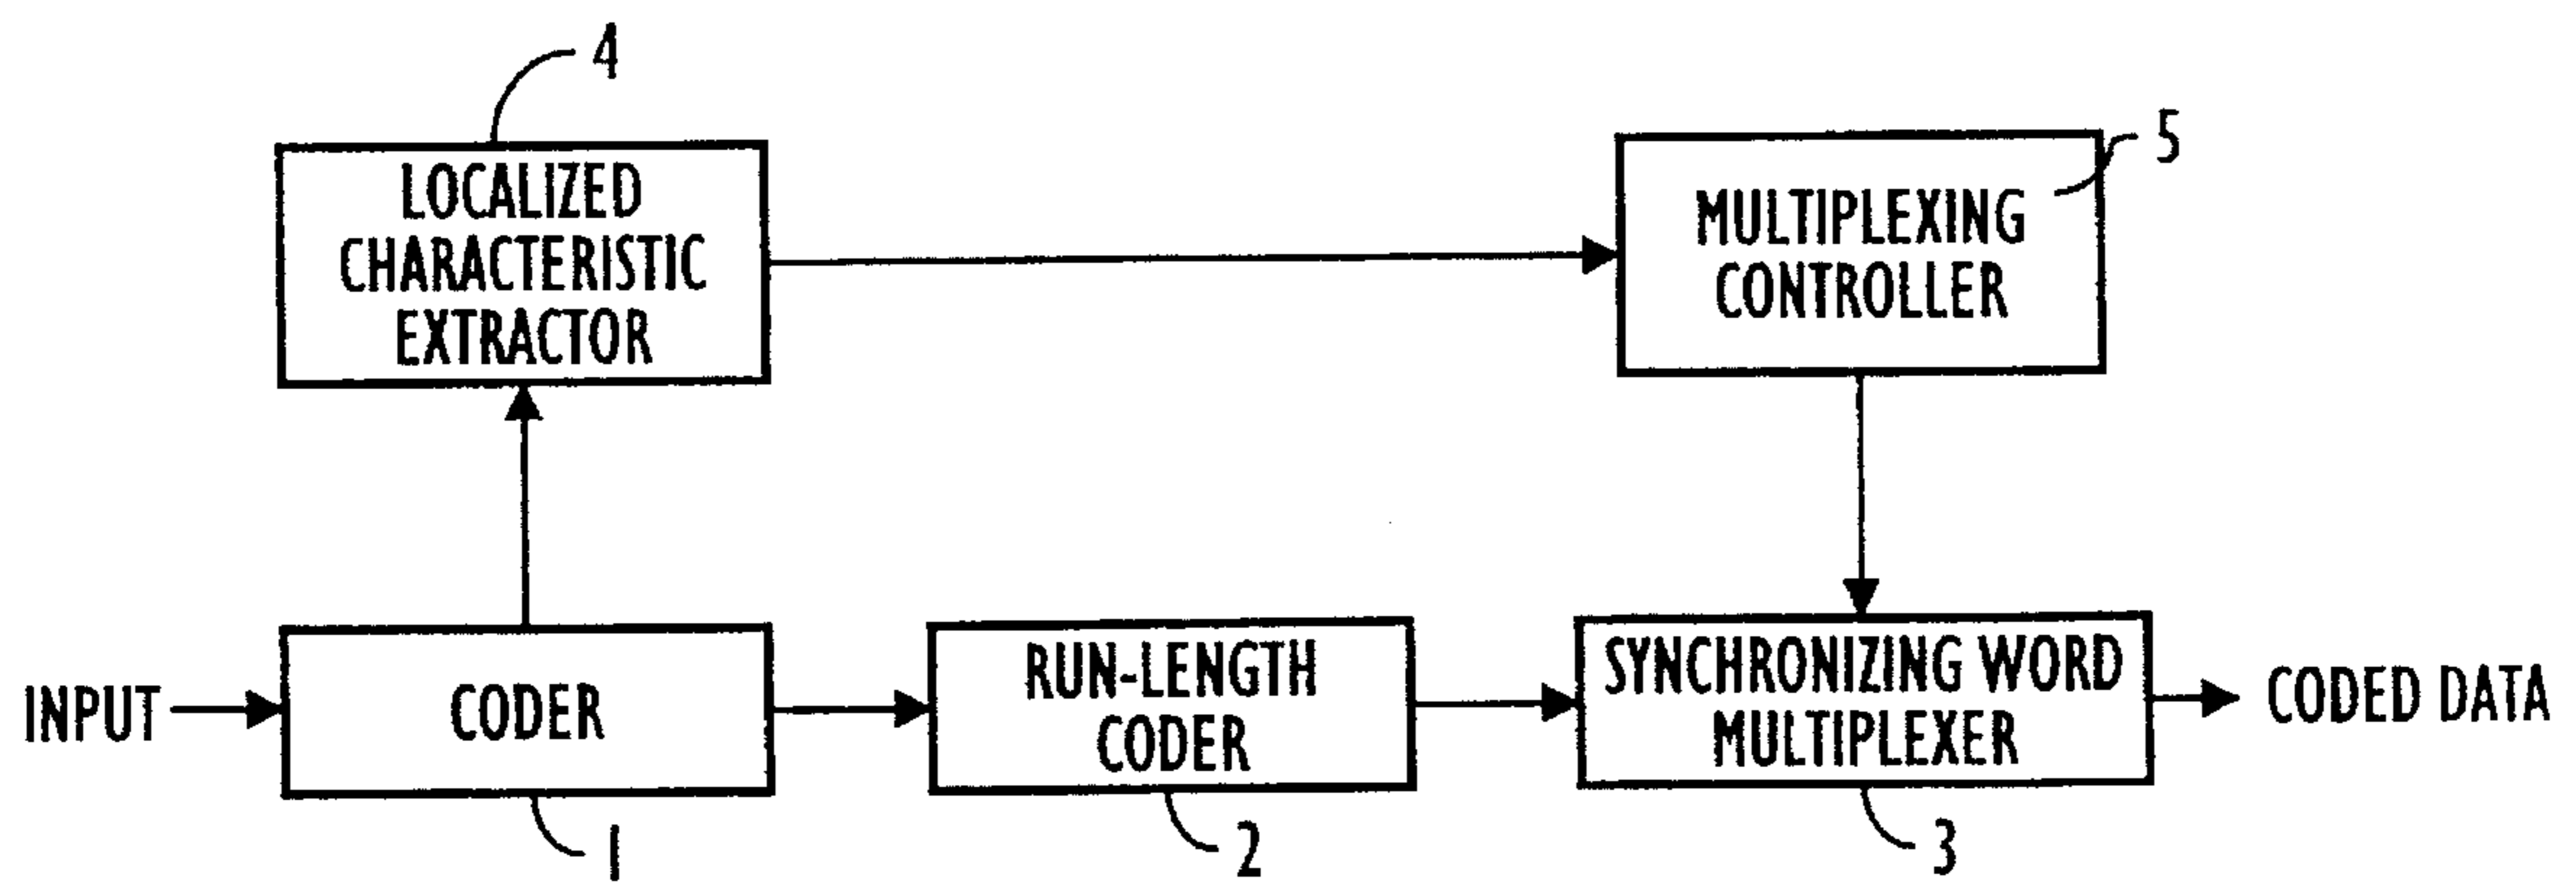 4
LOCALIZED
CHARACTERISTIC
EXTRACTOR
5
MULTIPLEXING
CONTROLLER
INPUT
CODER
1
RUN-LENGTH
CODER
2
SYNCHRONIZING WORD
MULTIPLEXER
3
CODED DATA